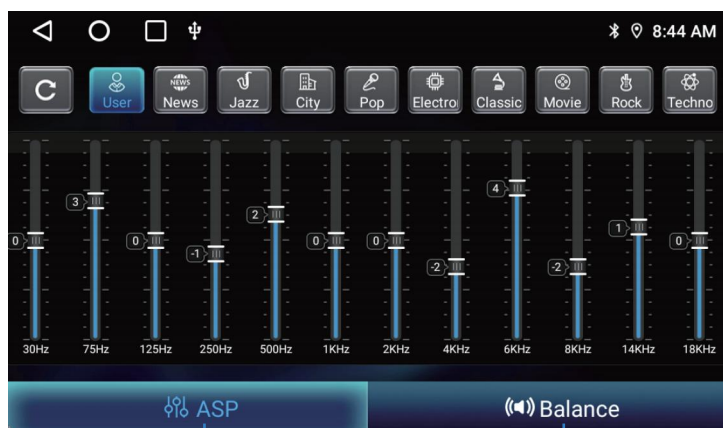 8:44 AM
NEWS
User News Jazz City Pop Electro Classic Movie Rock Techno
4
3
2
1
0 0 0 0 0
-1
-2 -2
30Hz 75Hz 125Hz 250Hz 500Hz 1KHz 2KHz 4KHz 6KHz 8KHz 14KHz 18KHz
ASP Balance